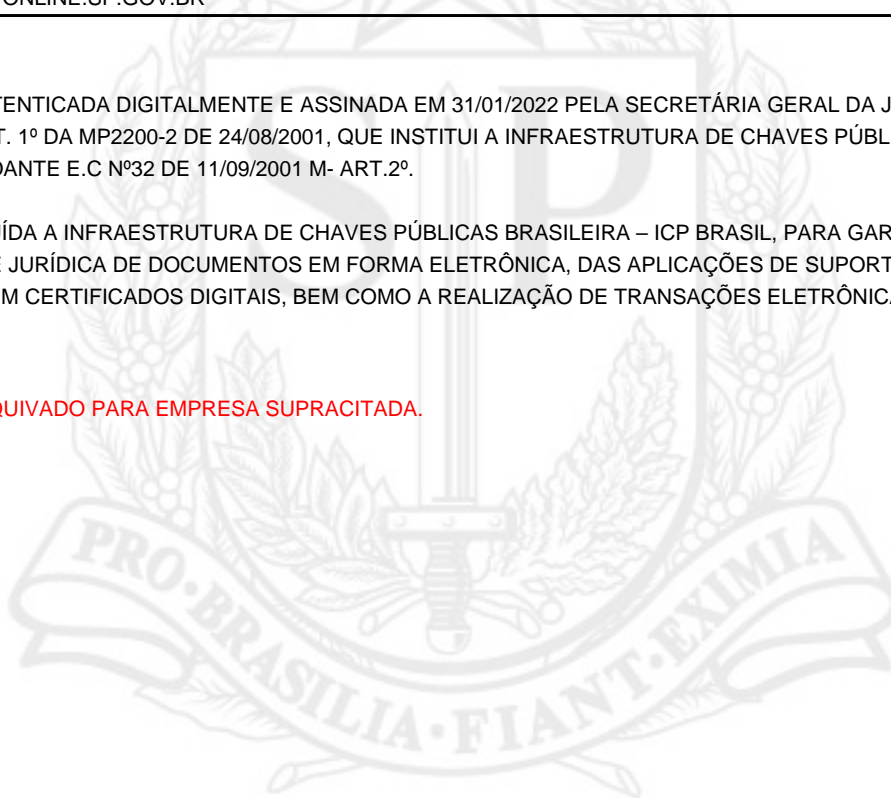 ONLINE.SP.GOV.BR
TENTICADA DIGITALMENTE E ASSINADA EM 31/01/2022 PELA SECRETÁRIA GERAL DA J
T. 1º DA MP2200-2 DE 24/08/2001, QUE INSTITUI A INFRAESTRUTURA DE CHAVES PÚBL
DANTE E.C Nº32 DE 11/09/2001 M- ART.2º.
ÍDA A INFRAESTRUTURA DE CHAVES PÚBLICAS BRASILEIRA – ICP BRASIL, PARA GAR
E JURÍDICA DE DOCUMENTOS EM FORMA ELETRÔNICA, DAS APLICAÇÕES DE SUPORT
M CERTIFICADOS DIGITAIS, BEM COMO A REALIZAÇÃO DE TRANSAÇÕES ELETRÔNICA
QUIVADO PARA EMPRESA SUPRACITADA.
SP
PRO·BRASILIA·FIANT·EXIMIA